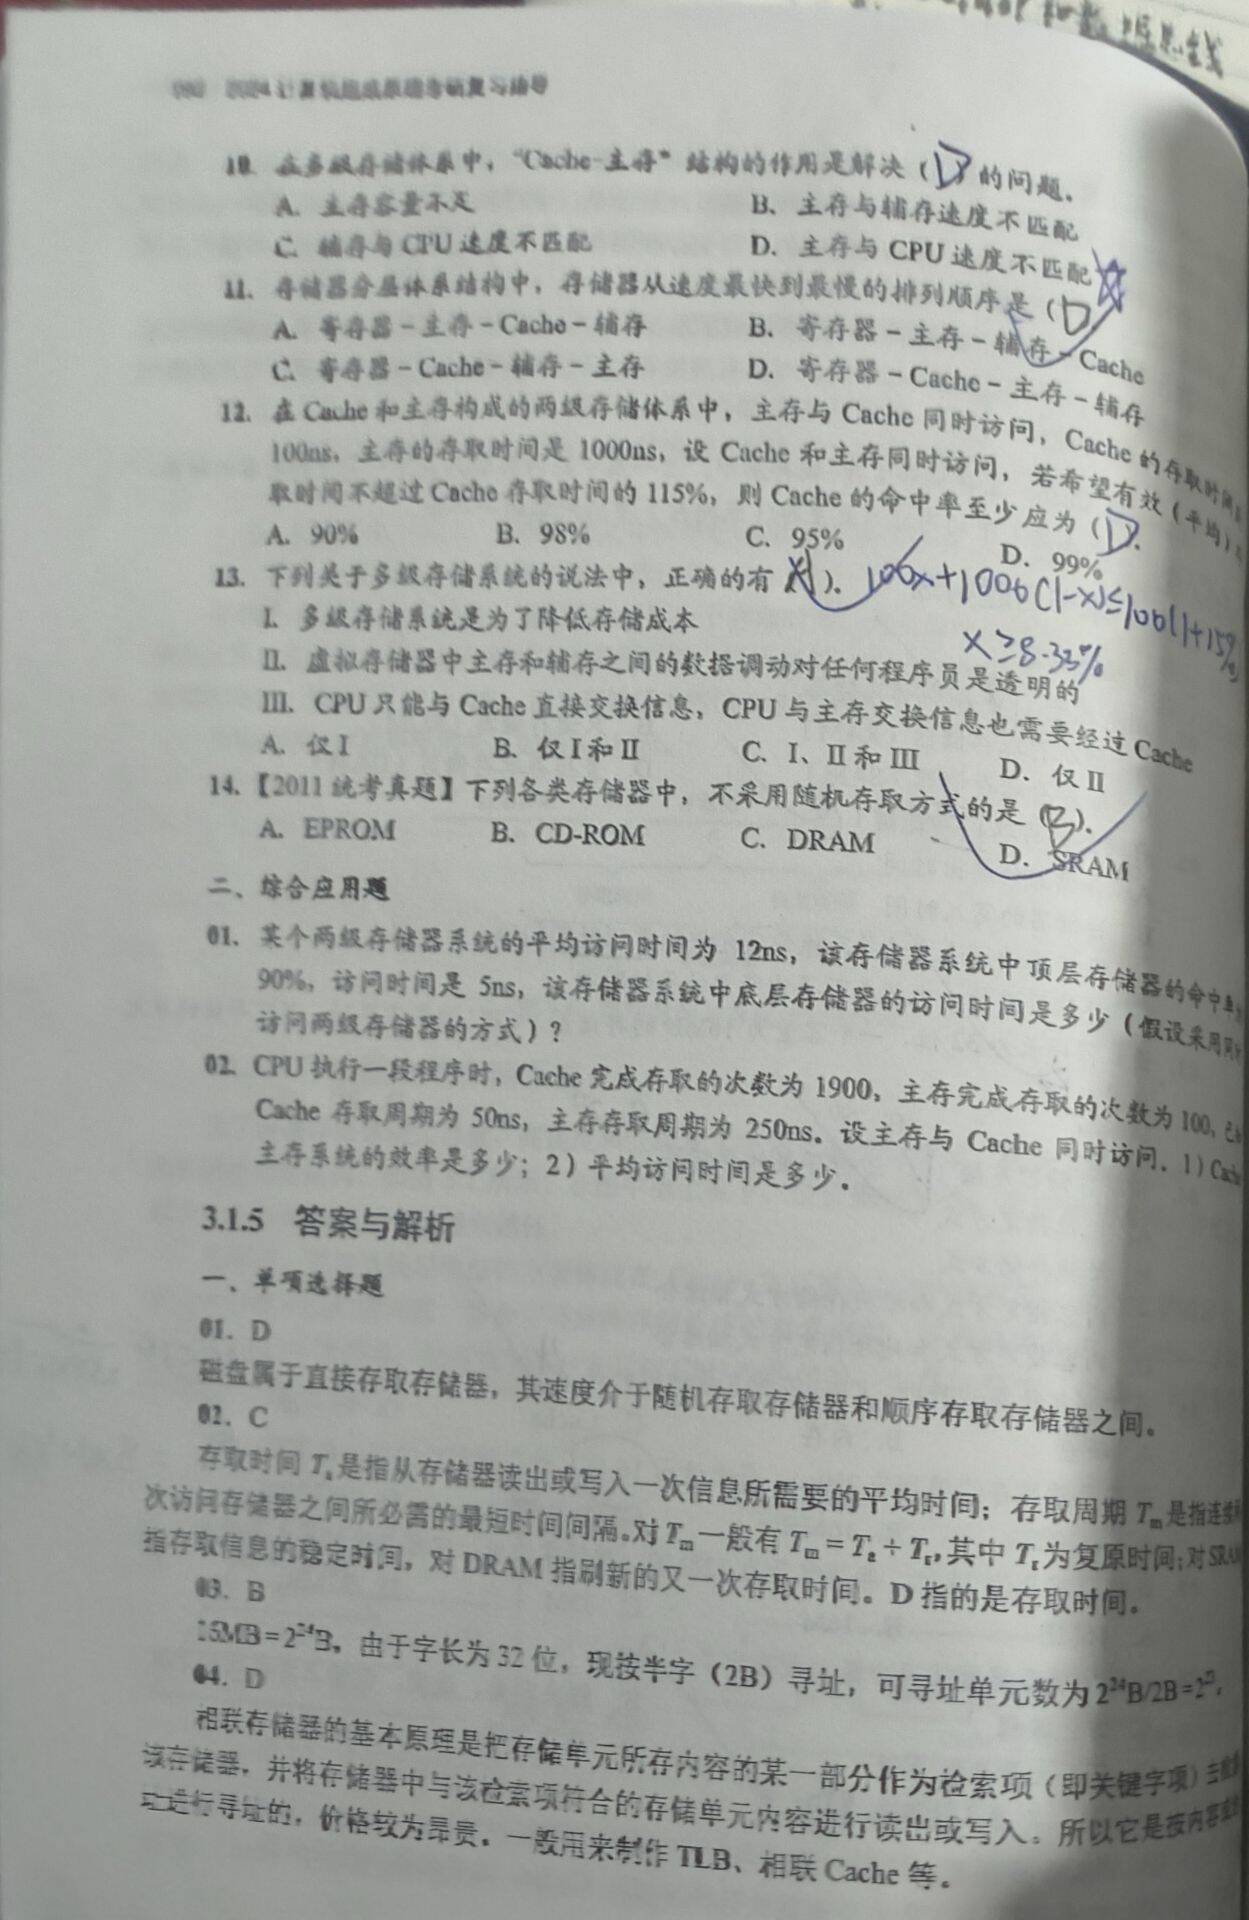 和数据总线
2024计算机组成原理考研复习指导
10. 在多级存储体系中，“Cache-主存”结构的作用是解决（D）的问题。
A. 主存容量不足 B. 主存与辅存速度不匹配
C. 辅存与CPU速度不匹配 D. 主存与CPU速度不匹配
11. 存储器分层体系结构中，存储器从速度最快到最慢的排列顺序是（D
A. 寄存器－主存－Cache－辅存 B. 寄存器－主存－辅存－Cache
C. 寄存器－Cache－辅存－主存 D. 寄存器－Cache－主存－辅存
12. 在Cache和主存构成的两级存储体系中，主存与Cache同时访问，Cache的存取时间
100ns，主存的存取时间是1000ns，设Cache和主存同时访问，若希望有效（平均）
取时间不超过Cache存取时间的115%，则Cache的命中率至少应为（D）.
A. 90% B. 98% C. 95% D. 99%
13. 下列关于多级存储系统的说法中，正确的有（A）.
100x+1000(1-x)≤100(1+15%)
I. 多级存储系统是为了降低存储成本
x≥8.33%
II. 虚拟存储器中主存和辅存之间的数据调动对任何程序员是透明的
III. CPU只能与Cache直接交换信息，CPU与主存交换信息也需要经过Cache
A. 仅I B. 仅I和II C. I、II和III D. 仅II
14.【2011统考真题】下列各类存储器中，不采用随机存取方式的是（B）.
A. EPROM B. CD-ROM C. DRAM D. SRAM
二、综合应用题
01. 某个两级存储器系统的平均访问时间为12ns，该存储器系统中顶层存储器的命中率
90%，访问时间是5ns，该存储器系统中底层存储器的访问时间是多少（假设采用同时
访问两级存储器的方式）？
02. CPU执行一段程序时，Cache完成存取的次数为1900，主存完成存取的次数为100，已
Cache存取周期为50ns，主存存取周期为250ns。设主存与Cache同时访问. 1）Cache
主存系统的效率是多少；2）平均访问时间是多少。
3.1.5 答案与解析
一、单项选择题
01. D
磁盘属于直接存取存储器，其速度介于随机存取存储器和顺序存取存储器之间。
02. C
存取时间Ta是指从存储器读出或写入一次信息所需要的平均时间；存取周期Tm是指连续
次访问存储器之间所必需的最短时间间隔。对Tm一般有Tm=Ta+Tr，其中Tr为复原时间；对SRAM
指存取信息的稳定时间，对DRAM指刷新的又一次存取时间。D指的是存取时间。
03. B
16MB=2²⁴B，由于字长为32位，现按半字（2B）寻址，可寻址单元数为2²⁴B/2B=2²³.
04. D
相联存储器的基本原理是把存储单元所存内容的某一部分作为检索项（即关键字项）去检
该存储器，并将存储器中与该检索项符合的存储单元内容进行读出或写入。所以它是按内容或
址进行寻址的，价格较为昂贵。一般用来制作TLB、相联Cache等。